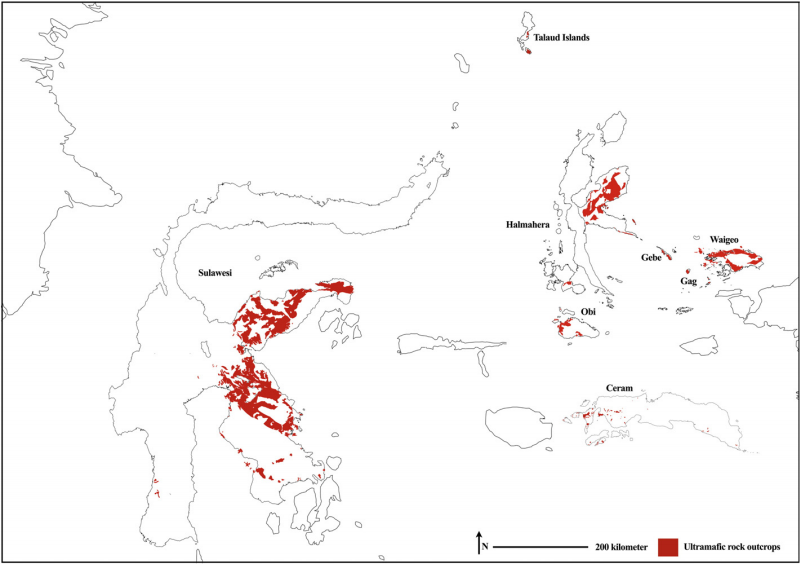 Talaud Islands
Halmahera
Waigeo
Gebe
Sulawesi
Gag
Obi
Ceram
N
200 kilometer
Ultramafic rock outcrops